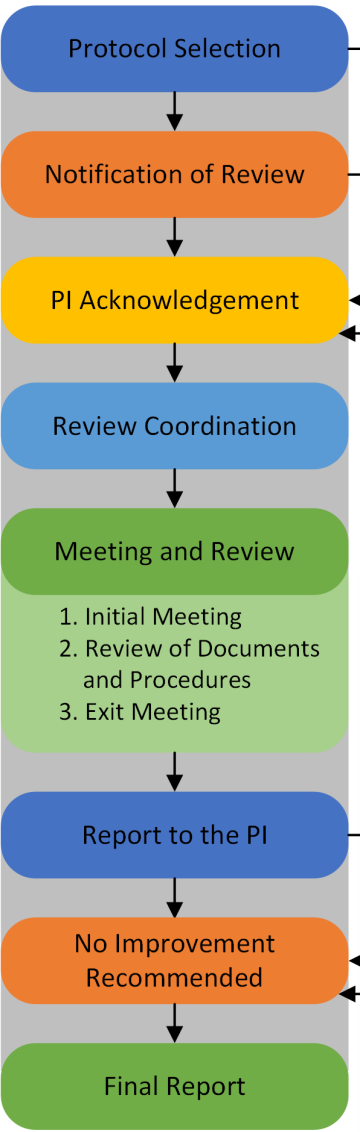 Protocol Selection
Notification of Review
PI Acknowledgement
Review Coordination
Meeting and Review
1. Initial Meeting
2. Review of Documents
and Procedures
3. Exit Meeting
Report to the PI
No Improvement
Recommended
Final Report